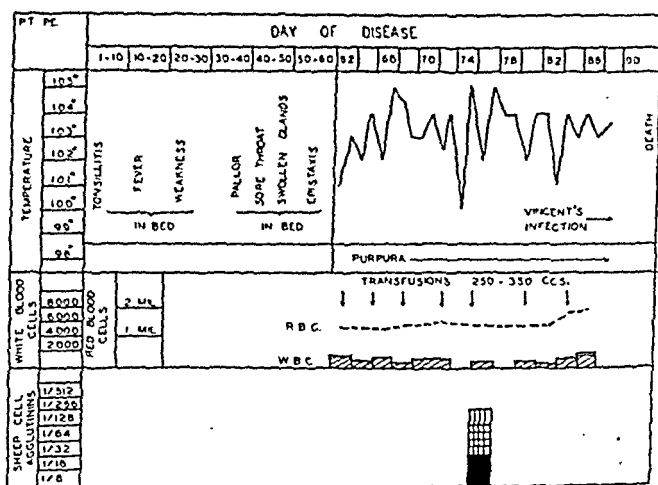 PT. PE.
DAY OF DISEASE
1-10 10-20 20-30 30-40 40-50 50-60 62 66 70 74 78 82 86 90
TEMPERATURE
105°
104°
103°
102°
101°
100°
99°
98°
TONSILLITIS
FEVER
WEAKNESS
IN BED
PALLOR
SORE THROAT
SWOLLEN GLANDS
EPISTAXIS
IN BED
VINCENT'S
INFECTION
DEATH
PURPURA
WHITE BLOOD
CELLS
8000
6000
4000
2000
RED BLOOD
CELLS
2 MIL
1 MIL
TRANSFUSIONS 250-350 CCS.
R.B.C.
W.B.C.
SHEEP CELL
AGGLUTININS
1/512
1/256
1/128
1/64
1/32
1/16
1/8